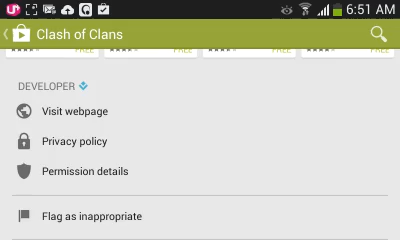 6:51 AM
Clash of Clans
FREE FREE FREE FREE
DEVELOPER
Visit webpage
Privacy policy
Permission details
Flag as inappropriate